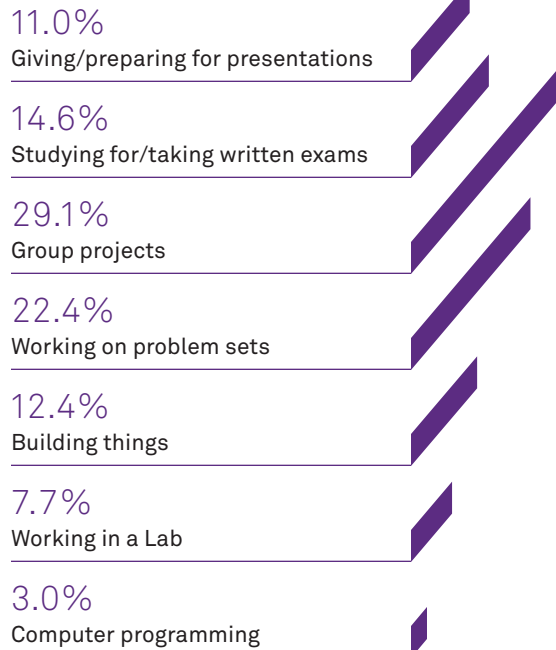 11.0%
Giving/preparing for presentations
14.6%
Studying for/taking written exams
29.1%
Group projects
22.4%
Working on problem sets
12.4%
Building things
7.7%
Working in a Lab
3.0%
Computer programming